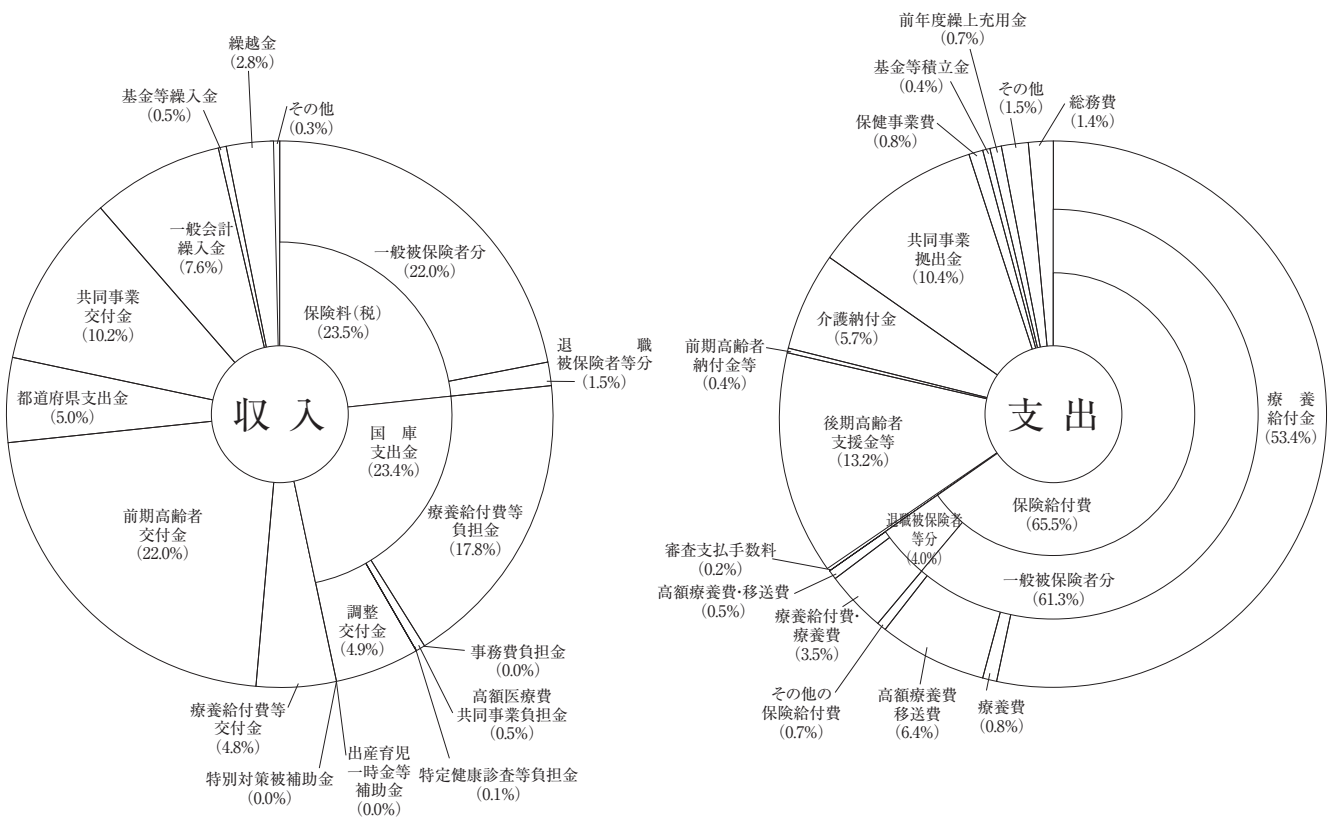 繰越金
(2.8%)
基金等繰入金
(0.5%)
その他
(0.3%)
一般会計
繰入金
(7.6%)
一般被保険者分
(22.0%)
保険料(税)
(23.5%)
共同事業
交付金
(10.2%)
退職
被保険者等分
(1.5%)
都道府県支出金
(5.0%)
収入
国庫
支出金
(23.4%)
前期高齢者
交付金
(22.0%)
療養給付費等
負担金
(17.8%)
調整
交付金
(4.9%)
事務費負担金
(0.0%)
高額医療費
共同事業負担金
(0.5%)
療養給付費等
交付金
(4.8%)
特別対策被補助金
(0.0%)
出産育児
一時金等
補助金
(0.0%)
特定健康診査等負担金
(0.1%)
前年度繰上充用金
(0.7%)
基金等積立金
(0.4%)
その他
(1.5%)
総務費
(1.4%)
保健事業費
(0.8%)
共同事業
拠出金
(10.4%)
介護納付金
(5.7%)
前期高齢者
納付金等
(0.4%)
支出
療養
給付金
(53.4%)
後期高齢者
支援金等
(13.2%)
保険給付費
(65.5%)
退職被保険者
等分
(4.0%)
審査支払手数料
(0.2%)
高額療養費・移送費
(0.5%)
一般被保険者分
(61.3%)
療養給付費・
療養費
(3.5%)
その他の
保険給付費
(0.7%)
高額療養費
移送費
(6.4%)
療養費
(0.8%)